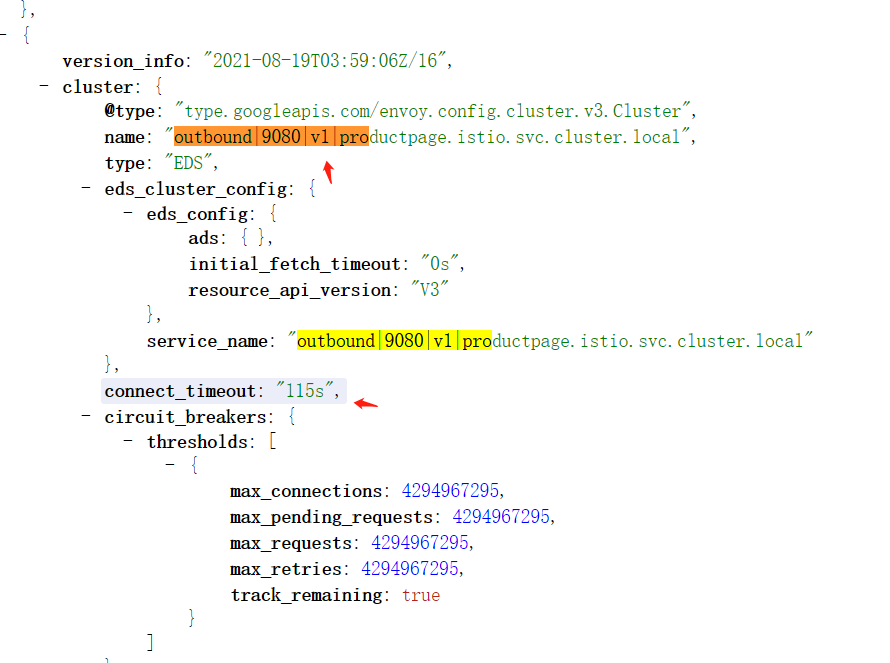 },
- {
version_info: "2021-08-19T03:59:06Z/16",
- cluster: {
@type: "type.googleapis.com/envoy.config.cluster.v3.Cluster",
name: "outbound|9080|v1|productpage.istio.svc.cluster.local",
type: "EDS",
- eds_cluster_config: {
- eds_config: {
ads: { },
initial_fetch_timeout: "0s",
resource_api_version: "V3"
},
service_name: "outbound|9080|v1|productpage.istio.svc.cluster.local"
},
connect_timeout: "115s",
- circuit_breakers: {
- thresholds: [
- {
max_connections: 4294967295,
max_pending_requests: 4294967295,
max_requests: 4294967295,
max_retries: 4294967295,
track_remaining: true
}
]